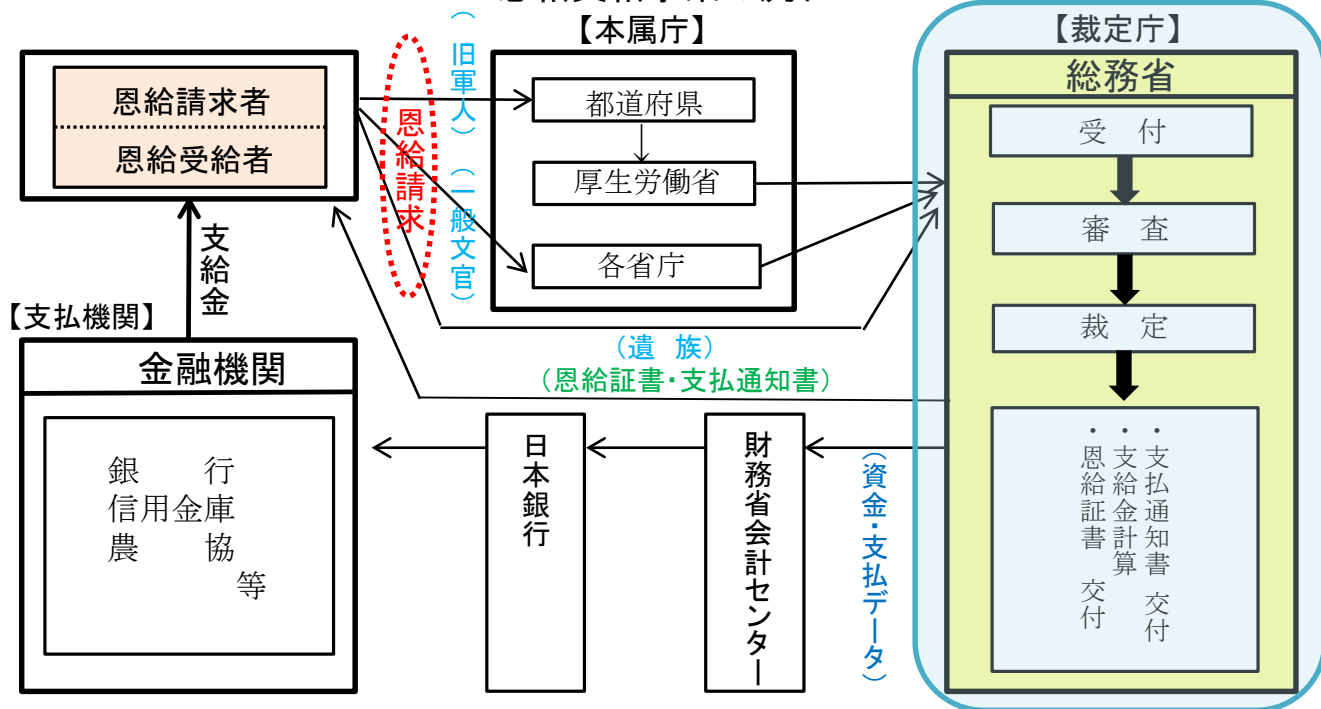 【本属庁】
【裁定庁】
恩給請求者
恩給受給者
恩給請求
（旧軍人）
（一般文官）
都道府県
厚生労働省
各省庁
（遺 族）
（恩給証書・支払通知書）
総務省
受 付
審 査
裁 定
・支払通知書 交付
・支給金計算
・恩給証書 交付
（資金・支払データ）
財務省会計センター
日本銀行
支給金
【支払機関】
金融機関
銀 行
信用金庫
農 協
等